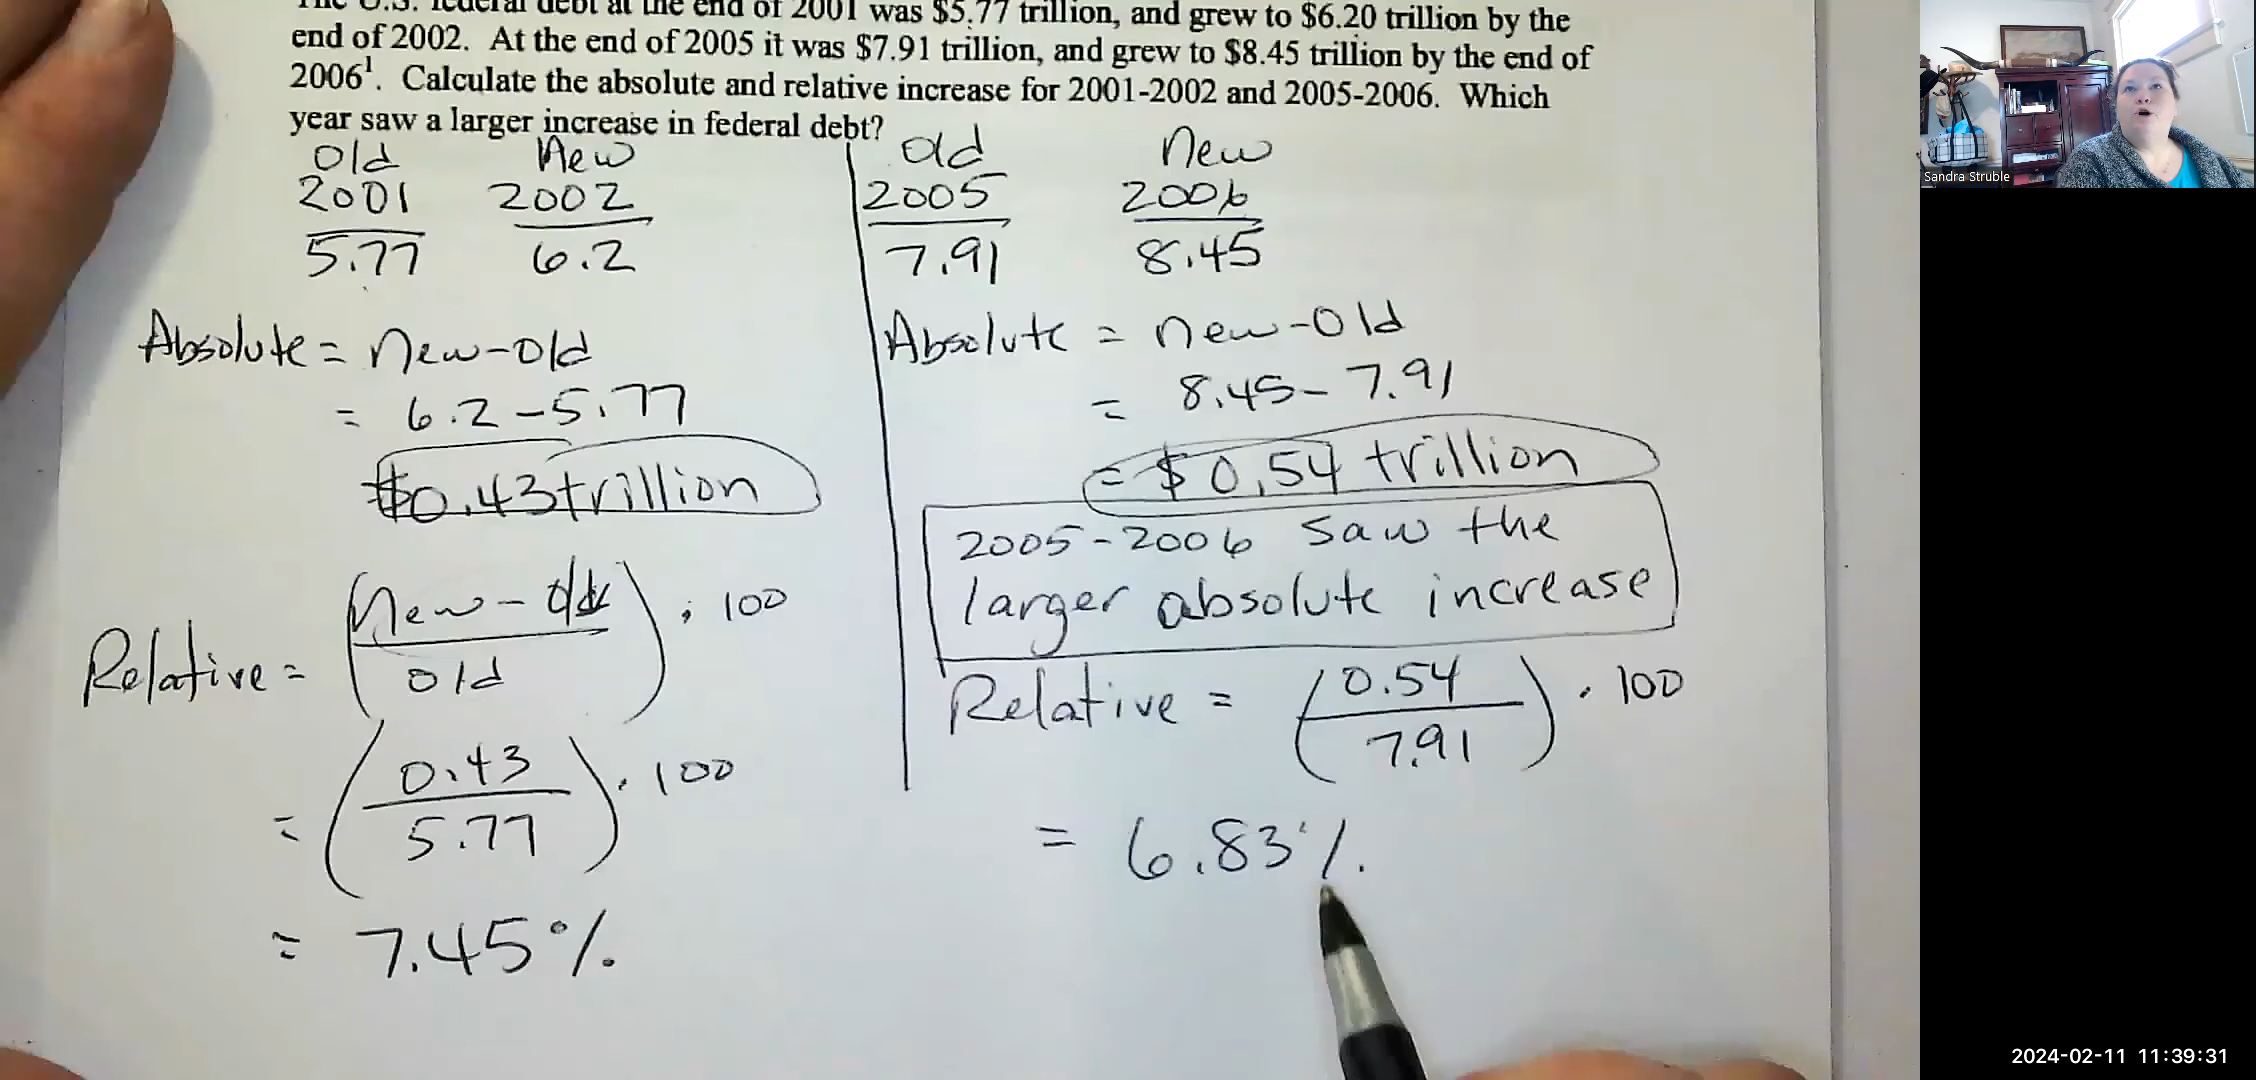 The U.S. federal debt at the end of 2001 was $5.77 trillion, and grew to $6.20 trillion by the
end of 2002. At the end of 2005 it was $7.91 trillion, and grew to $8.45 trillion by the end of
2006¹. Calculate the absolute and relative increase for 2001-2002 and 2005-2006. Which
year saw a larger increase in federal debt?
Old New
2001 2002
5.77 6.2
Absolute = New-Old
= 6.2-5.77
$0.43 trillion
Relative = (New-Old / Old) · 100
= (0.43 / 5.77) · 100
= 7.45%
Old New
2005 2006
7.91 8.45
Absolute = New-Old
= 8.45-7.91
= $0.54 trillion
2005-2006 saw the
larger absolute increase
Relative = (0.54 / 7.91) · 100
= 6.83%
Sandra Struble
2024-02-11 11:39:31